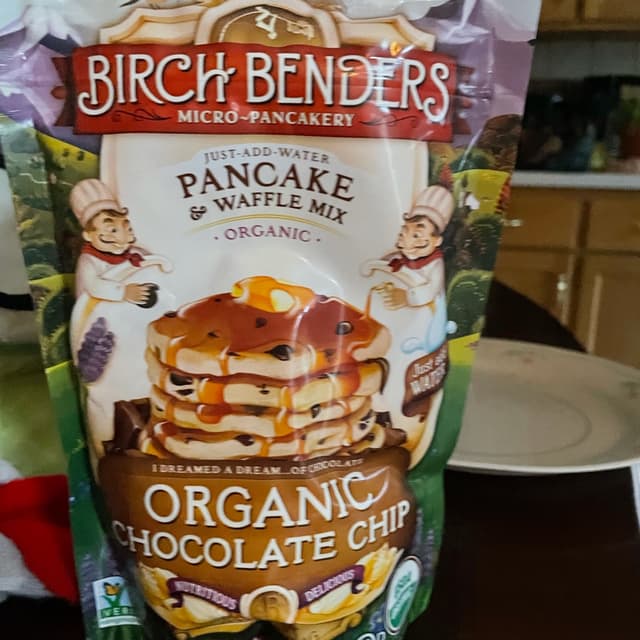 BIRCH BENDERS
MICRO~PANCAKERY
JUST-ADD-WATER
PANCAKE
& WAFFLE MIX
• ORGANIC •
I DREAMED A DREAM...OF CHOCOLATE
ORGANIC
CHOCOLATE CHIP
NUTRITIOUS DELICIOUS